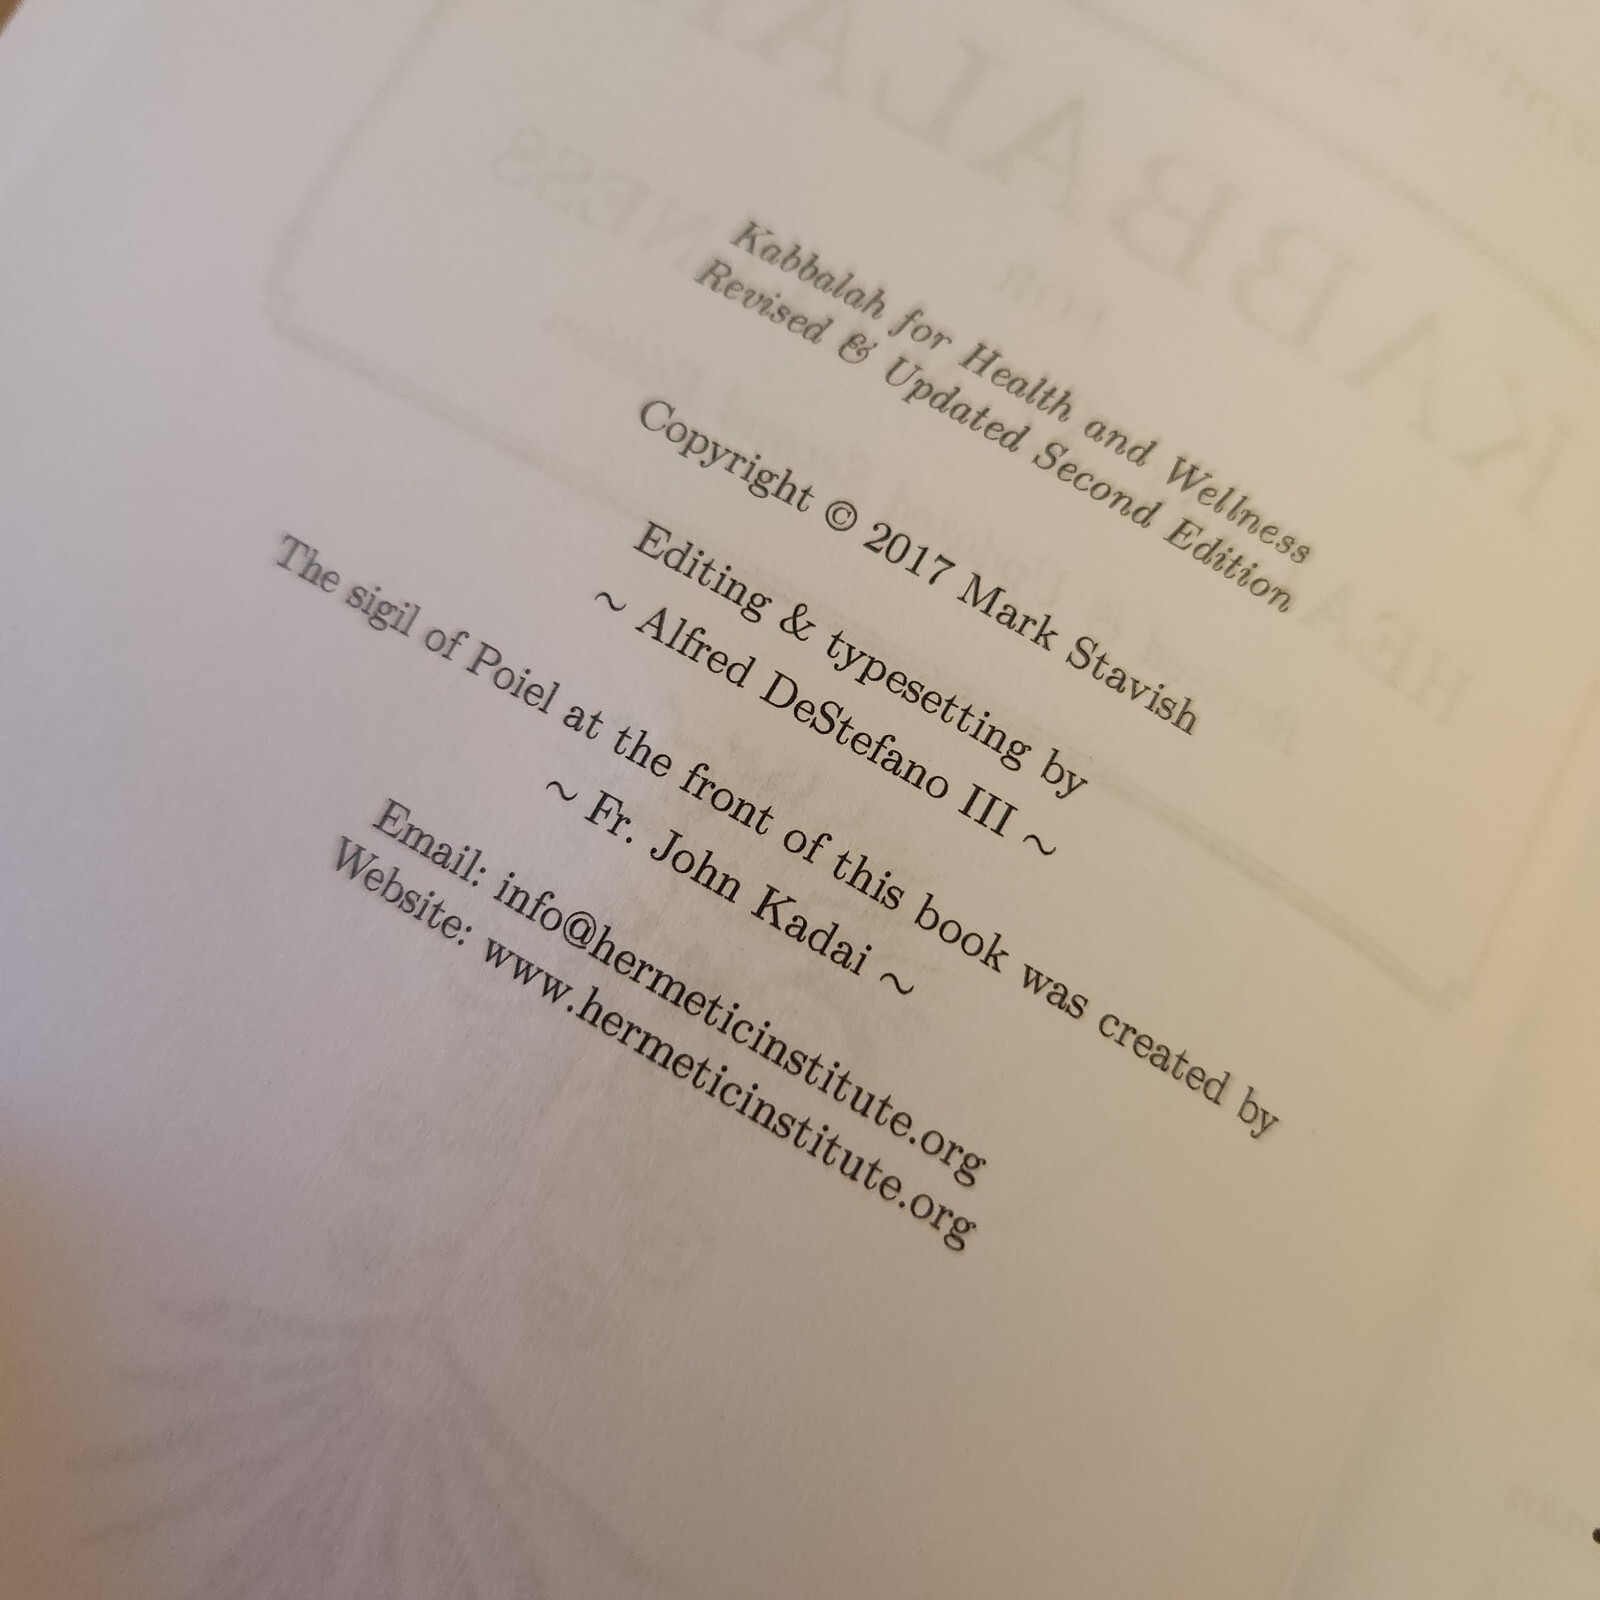 Kabbalah for Health and Wellness
Revised & Updated Second Edition
Copyright © 2017 Mark Stavish
Editing & typesetting by
~ Alfred DeStefano III ~
The sigil of Poiel at the front of this book was created by
~ Fr. John Kadai ~
Email: info@hermeticinstitute.org
Website: www.hermeticinstitute.org